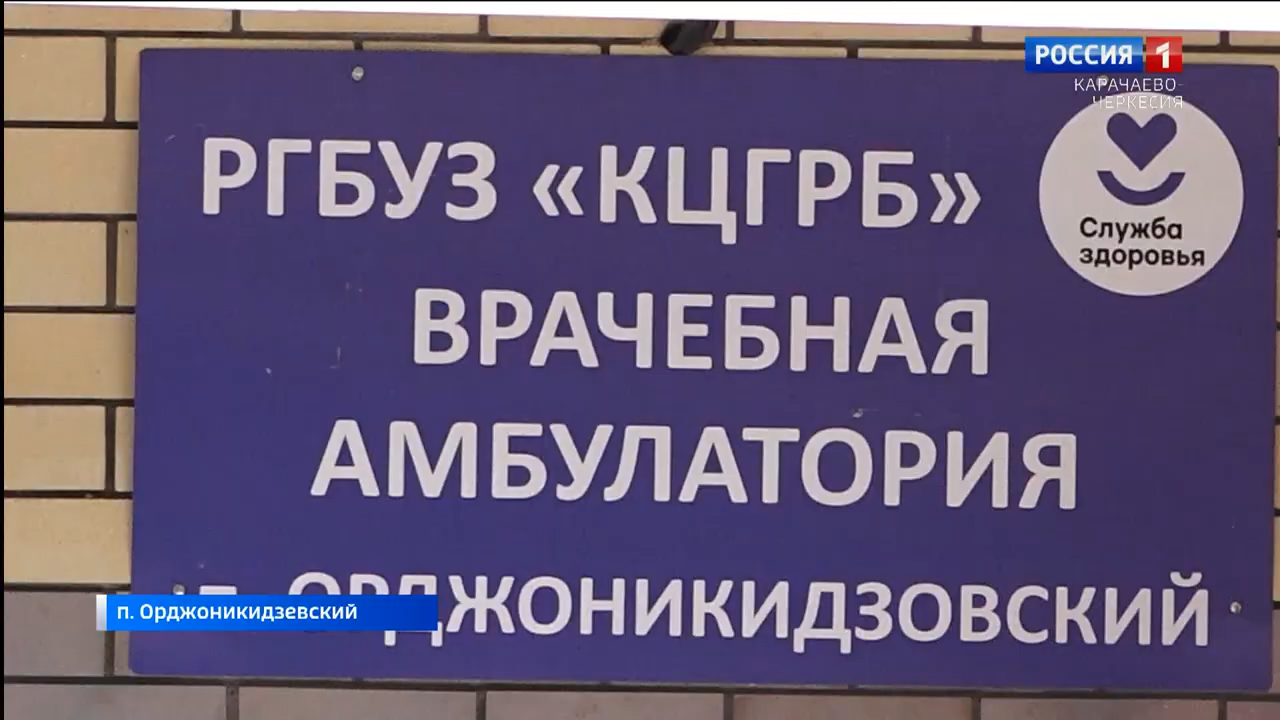 РОССИЯ 1
КАРАЧАЕВО-
ЧЕРКЕСИЯ
РГБУЗ «КЦГРБ»
Служба
здоровья
ВРАЧЕБНАЯ
АМБУЛАТОРИЯ
п. ОРДЖОНИКИДЗОВСКИЙ
п. Орджоникидзевский